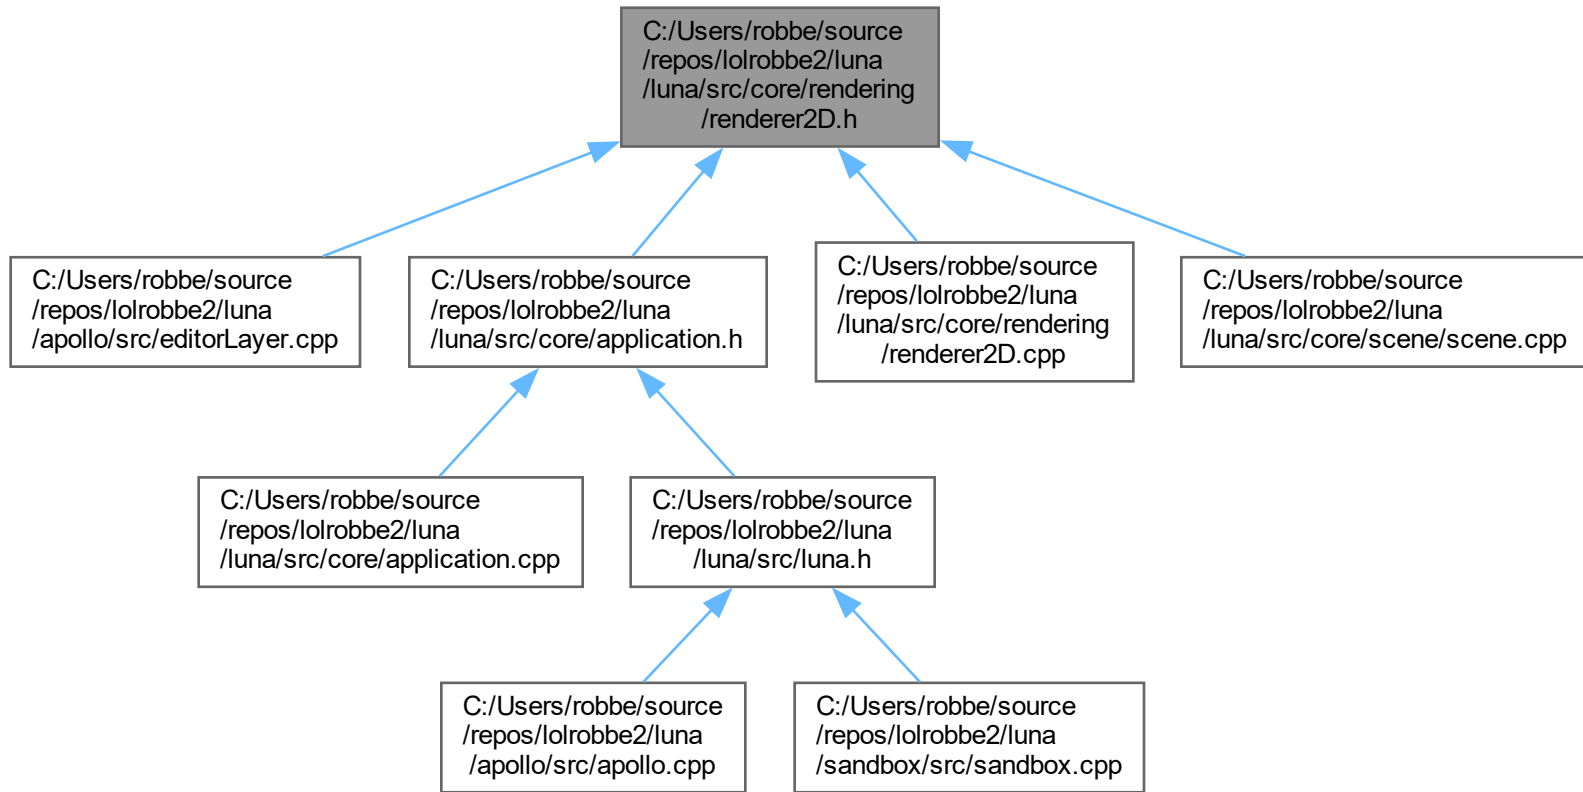 C:/Users/robbe/source
/repos/lolrobbe2/luna
/luna/src/core/rendering
/renderer2D.h
C:/Users/robbe/source
/repos/lolrobbe2/luna
/apollo/src/editorLayer.cpp
C:/Users/robbe/source
/repos/lolrobbe2/luna
/luna/src/core/application.h
C:/Users/robbe/source
/repos/lolrobbe2/luna
/luna/src/core/rendering
/renderer2D.cpp
C:/Users/robbe/source
/repos/lolrobbe2/luna
/luna/src/core/scene/scene.cpp
C:/Users/robbe/source
/repos/lolrobbe2/luna
/luna/src/core/application.cpp
C:/Users/robbe/source
/repos/lolrobbe2/luna
/luna/src/luna.h
C:/Users/robbe/source
/repos/lolrobbe2/luna
/apollo/src/apollo.cpp
C:/Users/robbe/source
/repos/lolrobbe2/luna
/sandbox/src/sandbox.cpp